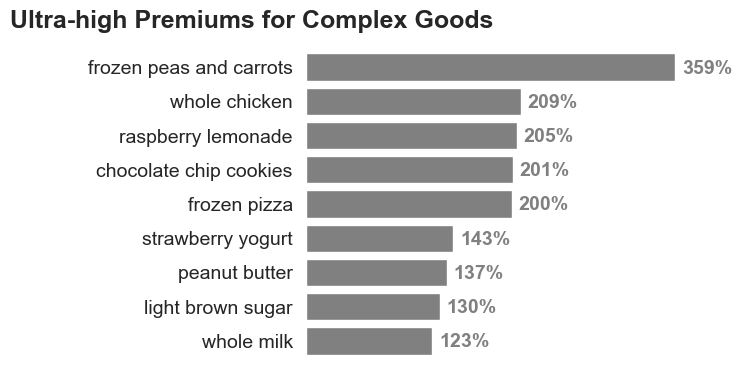 Ultra-high Premiums for Complex Goods
frozen peas and carrots 359%
whole chicken 209%
raspberry lemonade 205%
chocolate chip cookies 201%
frozen pizza 200%
strawberry yogurt 143%
peanut butter 137%
light brown sugar 130%
whole milk 123%